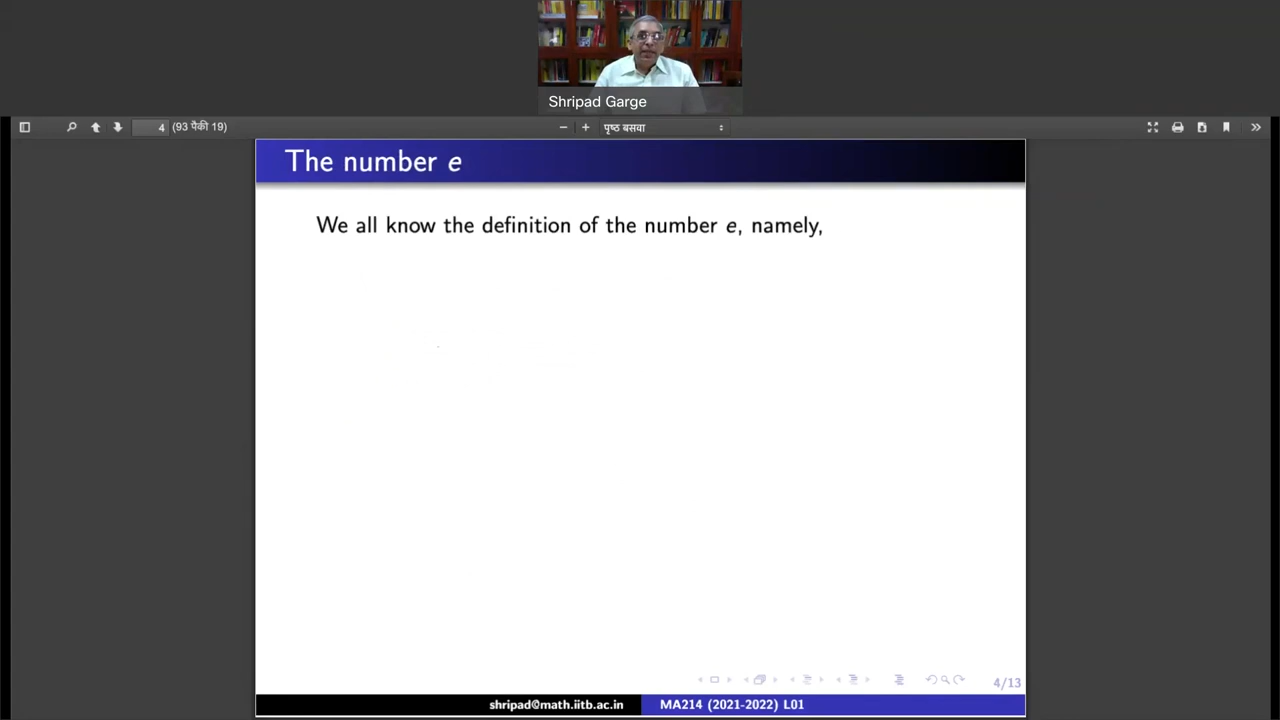 Shripad Garge
4 (93 पैकी 19)
पृष्ठ बसवा
The number e
We all know the definition of the number e, namely,
4/13
shripad@math.iitb.ac.in MA214 (2021-2022) L01